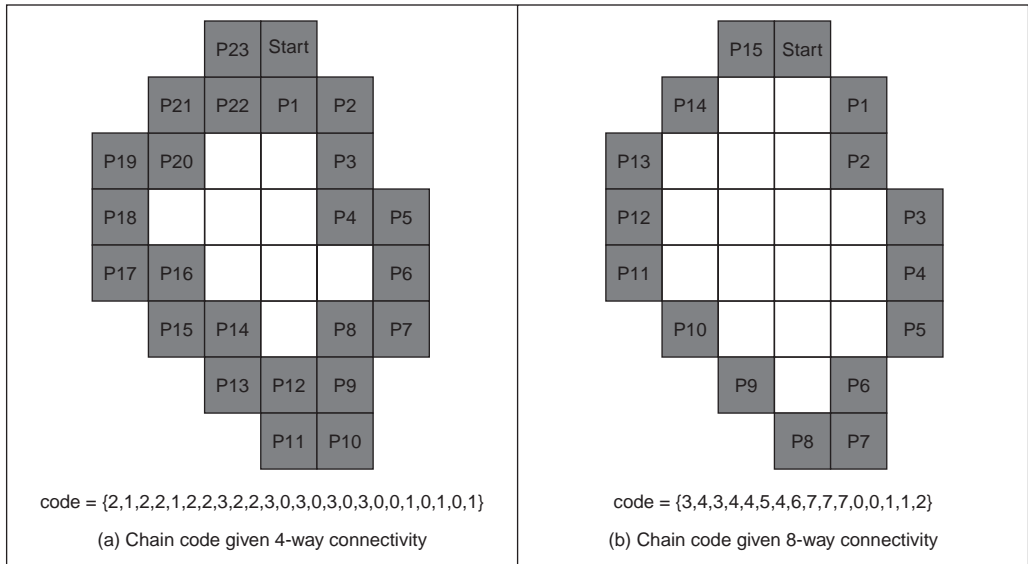 P23 Start
P21 P22 P1 P2
P19 P20 P3
P18 P4 P5
P17 P16 P6
P15 P14 P8 P7
P13 P12 P9
P11 P10
code = {2,1,2,2,1,2,2,3,2,2,3,0,3,0,3,0,3,0,0,1,0,1,0,1}
(a) Chain code given 4-way connectivity
P15 Start
P14 P1
P13 P2
P12 P3
P11 P4
P10 P5
P9 P6
P8 P7
code = {3,4,3,4,4,5,4,6,7,7,7,0,0,1,1,2}
(b) Chain code given 8-way connectivity